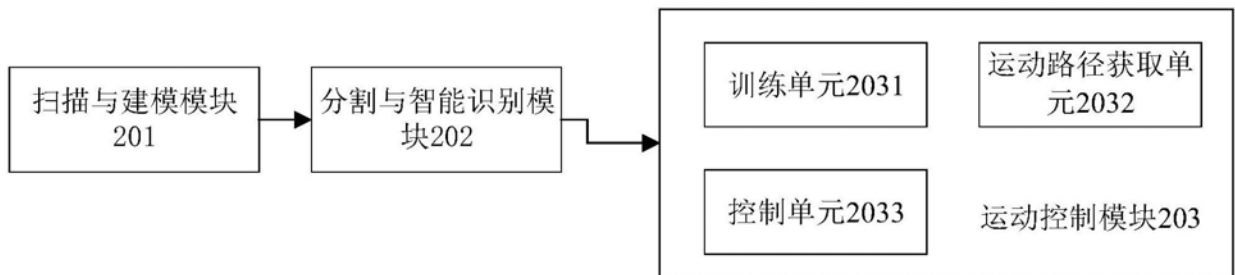 扫描与建模模块
201
分割与智能识别模
块202
训练单元2031
运动路径获取单
元2032
控制单元2033
运动控制模块203